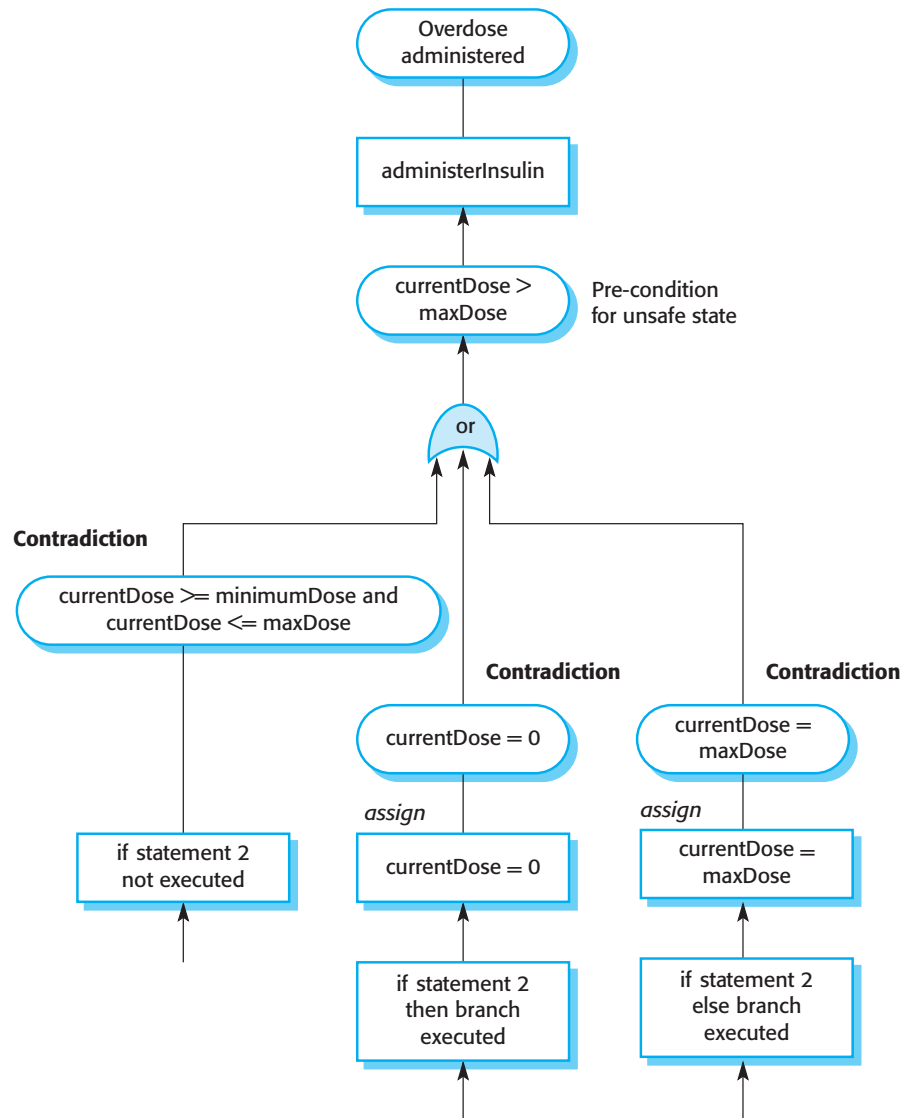 Overdose
administered
administerInsulin
currentDose >
maxDose
Pre-condition
for unsafe state
or
Contradiction
currentDose >= minimumDose and
currentDose <= maxDose
Contradiction
Contradiction
currentDose = 0
currentDose =
maxDose
assign
assign
if statement 2
not executed
currentDose = 0
currentDose =
maxDose
if statement 2
then branch
executed
if statement 2
else branch
executed